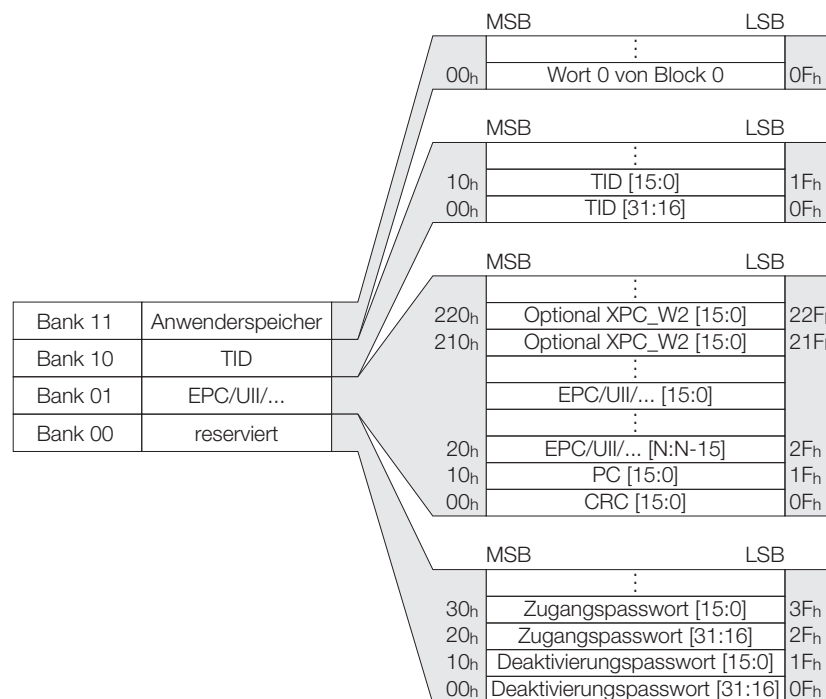 MSB LSB
⋮
00h Wort 0 von Block 0 0Fh
MSB LSB
⋮
10h TID [15:0] 1Fh
00h TID [31:16] 0Fh
MSB LSB
⋮
220h Optional XPC_W2 [15:0] 22F
210h Optional XPC_W2 [15:0] 21F
⋮
EPC/UII/... [15:0]
⋮
20h EPC/UII/... [N:N-15] 2Fh
10h PC [15:0] 1Fh
00h CRC [15:0] 0Fh
MSB LSB
⋮
30h Zugangspasswort [15:0] 3Fh
20h Zugangspasswort [31:16] 2Fh
10h Deaktivierungspasswort [15:0] 1Fh
00h Deaktivierungspasswort [31:16] 0Fh
Bank 11 Anwenderspeicher
Bank 10 TID
Bank 01 EPC/UII/...
Bank 00 reserviert